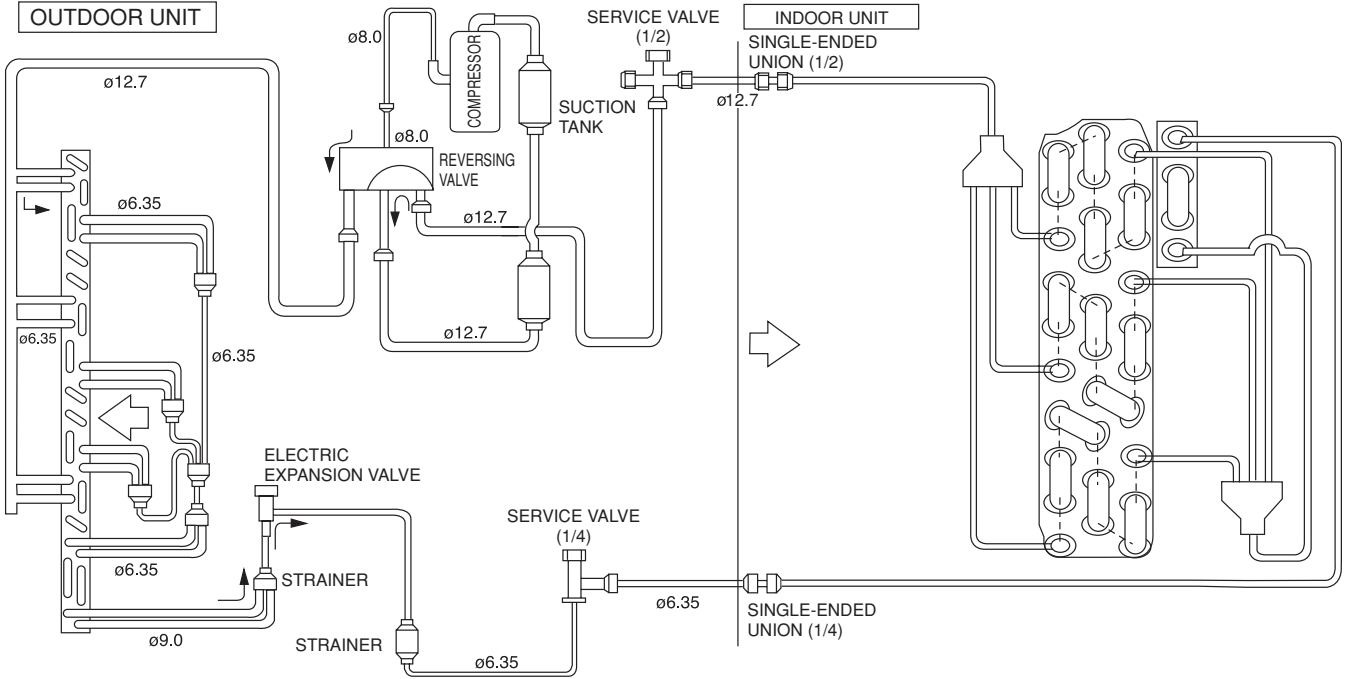 OUTDOOR UNIT
INDOOR UNIT
SERVICE VALVE
(1/2)
SINGLE-ENDED
UNION (1/2)
ø8.0
COMPRESSOR
ø12.7
ø12.7
SUCTION
TANK
ø8.0
REVERSING
VALVE
ø6.35
ø12.7
ø6.35
ø12.7
ø6.35
ELECTRIC
EXPANSION VALVE
SERVICE VALVE
(1/4)
ø6.35
STRAINER
ø6.35
SINGLE-ENDED
UNION (1/4)
ø9.0
STRAINER
ø6.35